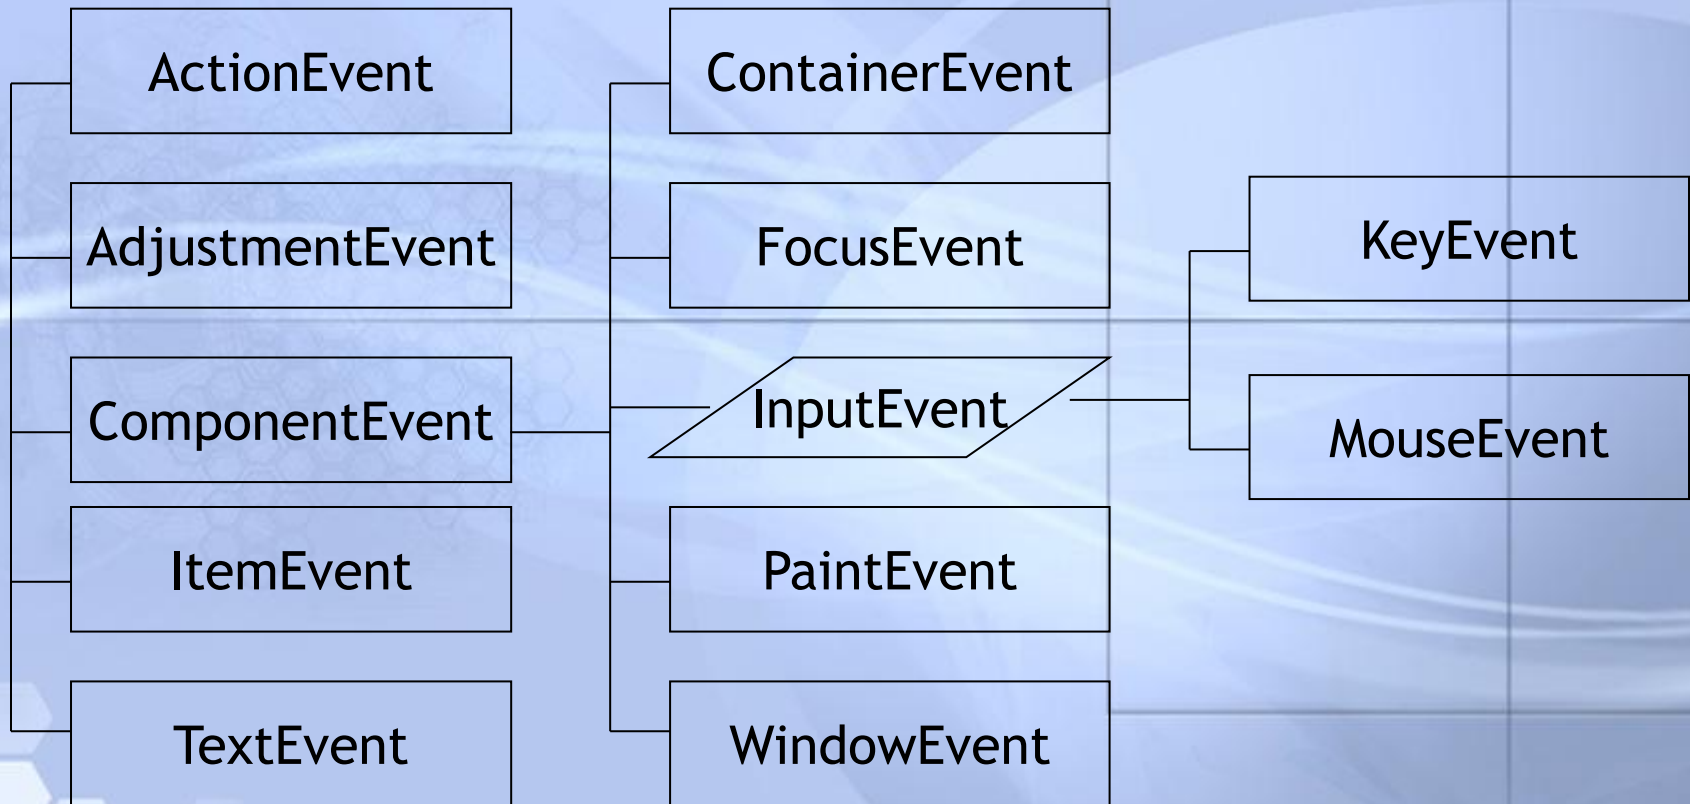 ActionEvent
AdjustmentEvent
ComponentEvent
ItemEvent
TextEvent
ContainerEvent
FocusEvent
InputEvent
PaintEvent
WindowEvent
KeyEvent
MouseEvent